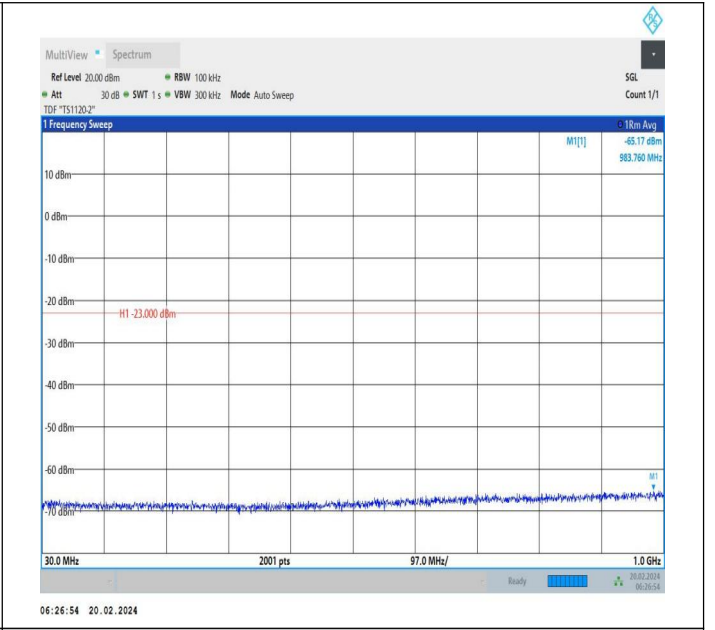 R&S
MultiView Spectrum
Ref Level 20.00 dBm RBW 100 kHz SGL
Att 30 dB SWT 1 s VBW 300 kHz Mode Auto Sweep Count 1/1
TDF "TS1120-2"
1 Frequency Sweep 1Rm Avg
M1[1] -65.17 dBm
983.760 MHz
10 dBm
0 dBm
-10 dBm
-20 dBm
H1 -23.000 dBm
-30 dBm
-40 dBm
-50 dBm
-60 dBm
M1
-70 dBm
30.0 MHz 2001 pts 97.0 MHz/ 1.0 GHz
Ready 20.02.2024
06:26:54
06:26:54 20.02.2024